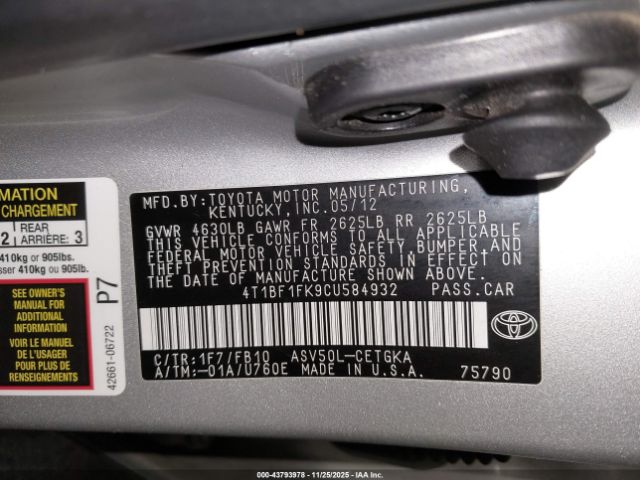 MFD.BY: TOYOTA MOTOR MANUFACTURING,
KENTUCKY, INC. 05/12
GVWR 4630LB GAWR FR 2625LB RR 2625LB
THIS VEHICLE CONFORMS TO ALL APPLICABLE
FEDERAL MOTOR VEHICLE SAFETY, BUMPER AND
THEFT PREVENTION STANDARDS IN EFFECT
ON THE DATE OF MANUFACTURE SHOWN ABOVE.
4T1BF1FK9CU584932 PASS.CAR
C/TR: 1F7/FB10 ASV50L-CETGKA
A/TM:-01A/U760E MADE IN U.S.A. 75790
TOYOTA
MATION
CHARGEMENT
2 REAR 3
ARRIÈRE:
410kg or 905lbs.
sser 410kg ou 905lb.
SEE OWNER'S
MANUAL FOR
ADDITIONAL
INFORMATION
VOIR LE MANUEL
DE L'USAGER
POUR PLUS DE
RENSEIGNEMENTS
P7
42661-06722
000-43793978 - 11/25/2025 - IAA Inc.